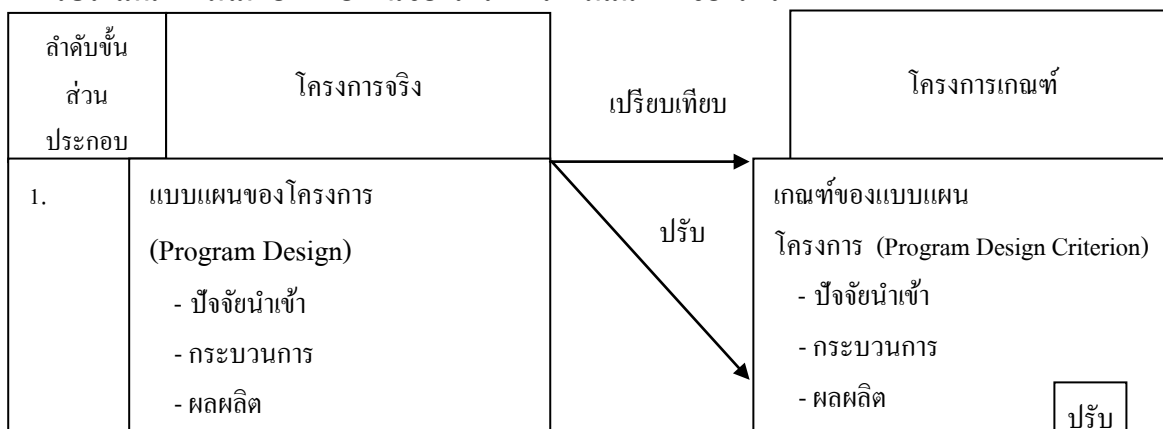 ลำดับขั้น
ส่วน
ประกอบ
โครงการจริง
เปรียบเทียบ
โครงการเกณฑ์
1.
แบบแผนของโครงการ
(Program Design)
- ปัจจัยนำเข้า
- กระบวนการ
- ผลผลิต
ปรับ
เกณฑ์ของแบบแผน
โครงการ (Program Design Criterion)
- ปัจจัยนำเข้า
- กระบวนการ
- ผลผลิต
ปรับ